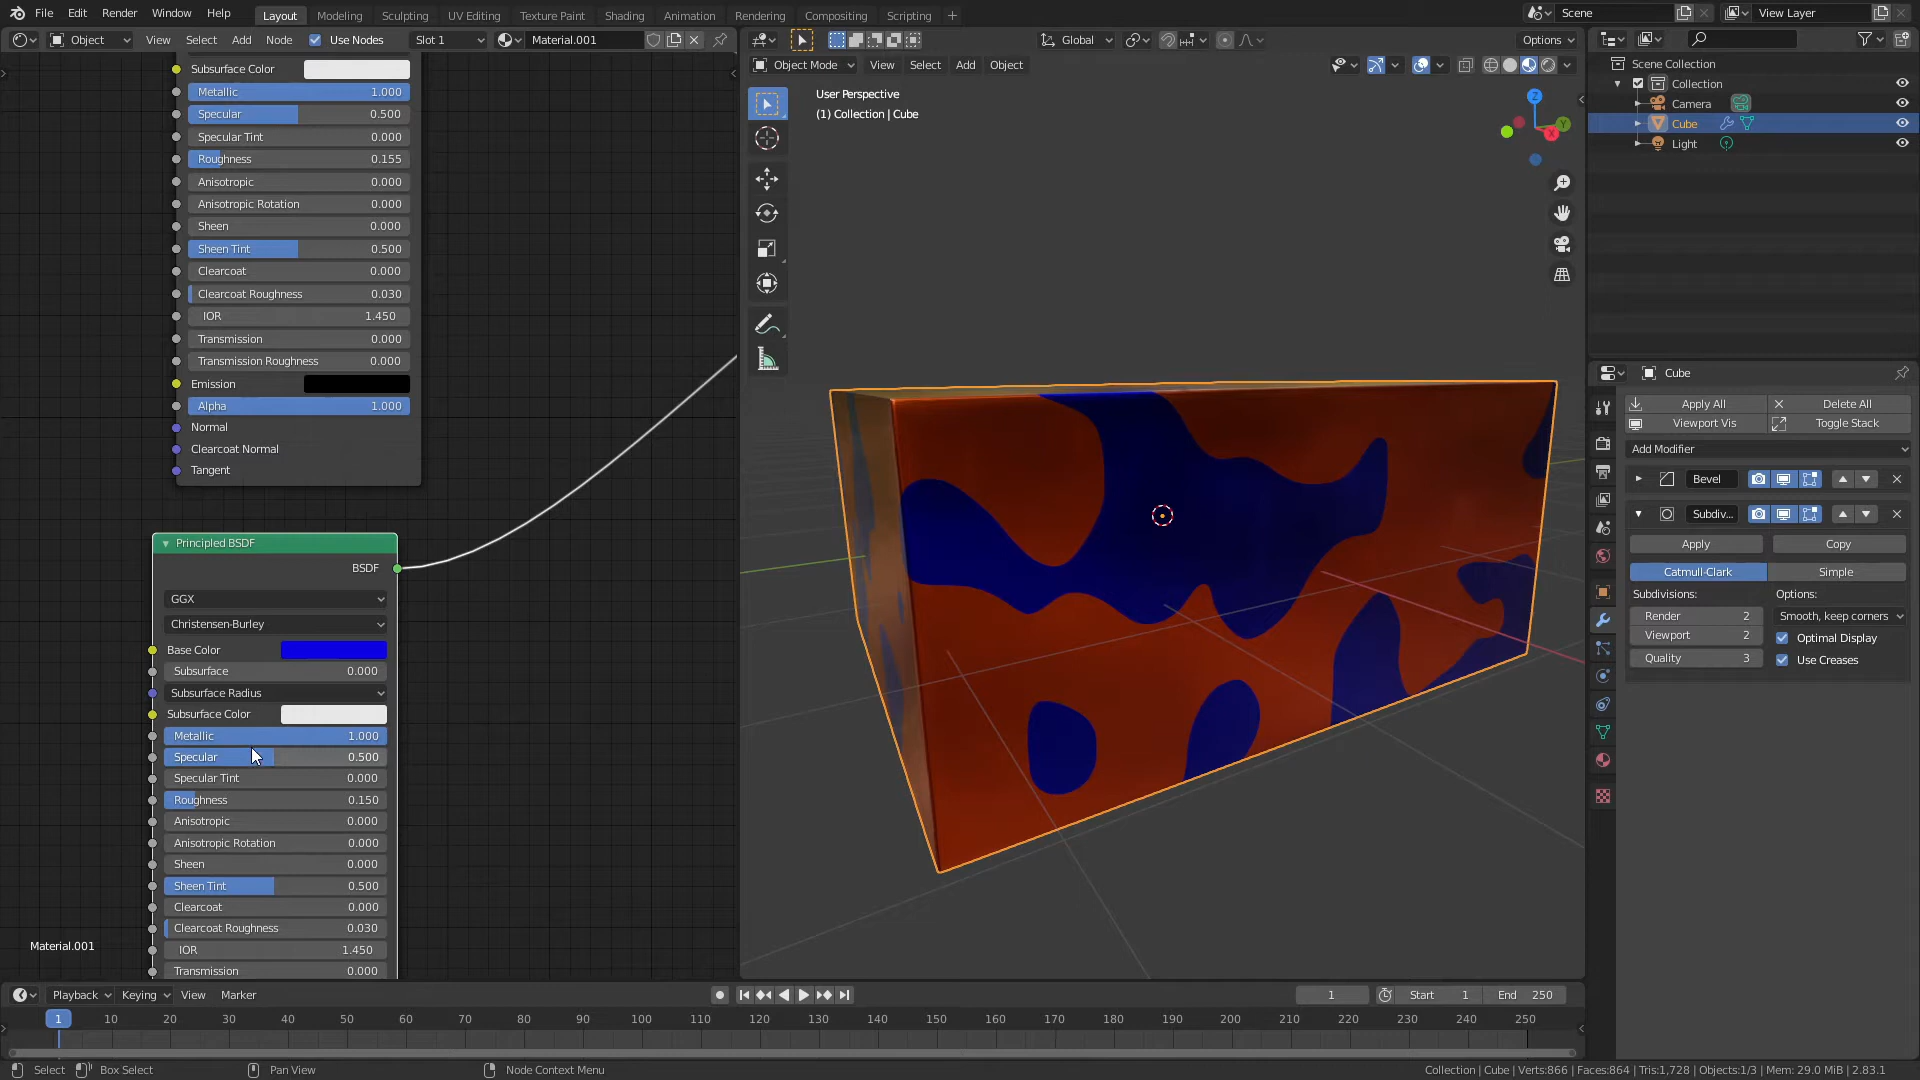 File Edit Render Window Help Layout Modeling Sculpting UV Editing Texture Paint Shading Animation Rendering Compositing Scripting + Scene View Layer
Object View Select Add Node Use Nodes Slot 1 Material.001 Global Options
Object Mode View Select Add Object
Subsurface Color
Metallic 1.000
Specular 0.500
Specular Tint 0.000
Roughness 0.155
Anisotropic 0.000
Anisotropic Rotation 0.000
Sheen 0.000
Sheen Tint 0.500
Clearcoat 0.000
Clearcoat Roughness 0.030
IOR 1.450
Transmission 0.000
Transmission Roughness 0.000
Emission
Alpha 1.000
Normal
Clearcoat Normal
Tangent
Principled BSDF
BSDF
GGX
Christensen-Burley
Base Color
Subsurface 0.000
Subsurface Radius
Subsurface Color
Metallic 1.000
Specular 0.500
Specular Tint 0.000
Roughness 0.150
Anisotropic 0.000
Anisotropic Rotation 0.000
Sheen 0.000
Sheen Tint 0.500
Clearcoat 0.000
Clearcoat Roughness 0.030
IOR 1.450
Transmission 0.000
Material.001
User Perspective
(1) Collection | Cube
Z
Y
X
Scene Collection
Collection
Camera
Cube
Light
Cube
Apply All Delete All
Viewport Vis Toggle Stack
Add Modifier
Bevel
Subdiv...
Apply Copy
Catmull-Clark Simple
Subdivisions: Options:
Render 2 Smooth, keep corners
Viewport 2 Optimal Display
Quality 3 Use Creases
Playback Keying View Marker 1 Start 1 End 250
1 10 20 30 40 50 60 70 80 90 100 110 120 130 140 150 160 170 180 190 200 210 220 230 240 250
Select Box Select Pan View Node Context Menu Collection | Cube | Verts:866 | Faces:864 | Tris:1,728 | Objects:1/3 | Mem: 29.0 MiB | 2.83.1